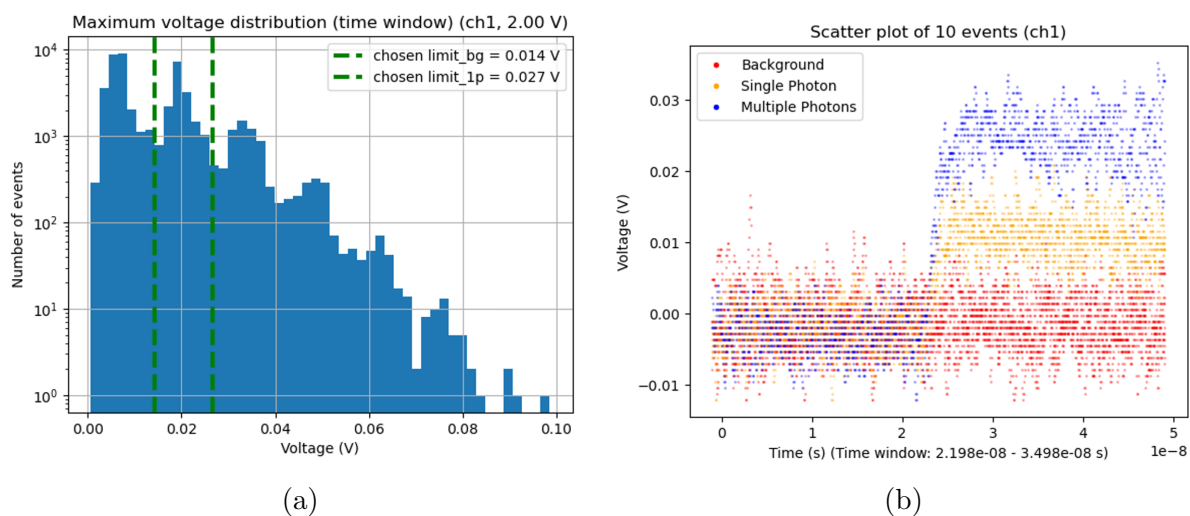 Maximum voltage distribution (time window) (ch1, 2.00 V)
chosen limit_bg = 0.014 V
chosen limit_1p = 0.027 V
Number of events
10⁴
10³
10²
10¹
10⁰
0.00 0.02 0.04 0.06 0.08 0.10
Voltage (V)
(a)
Scatter plot of 10 events (ch1)
Background
Single Photon
Multiple Photons
Voltage (V)
0.03
0.02
0.01
0.00
−0.01
0 1 2 3 4 5
1e−8
Time (s) (Time window: 2.198e-08 - 3.498e-08 s)
(b)